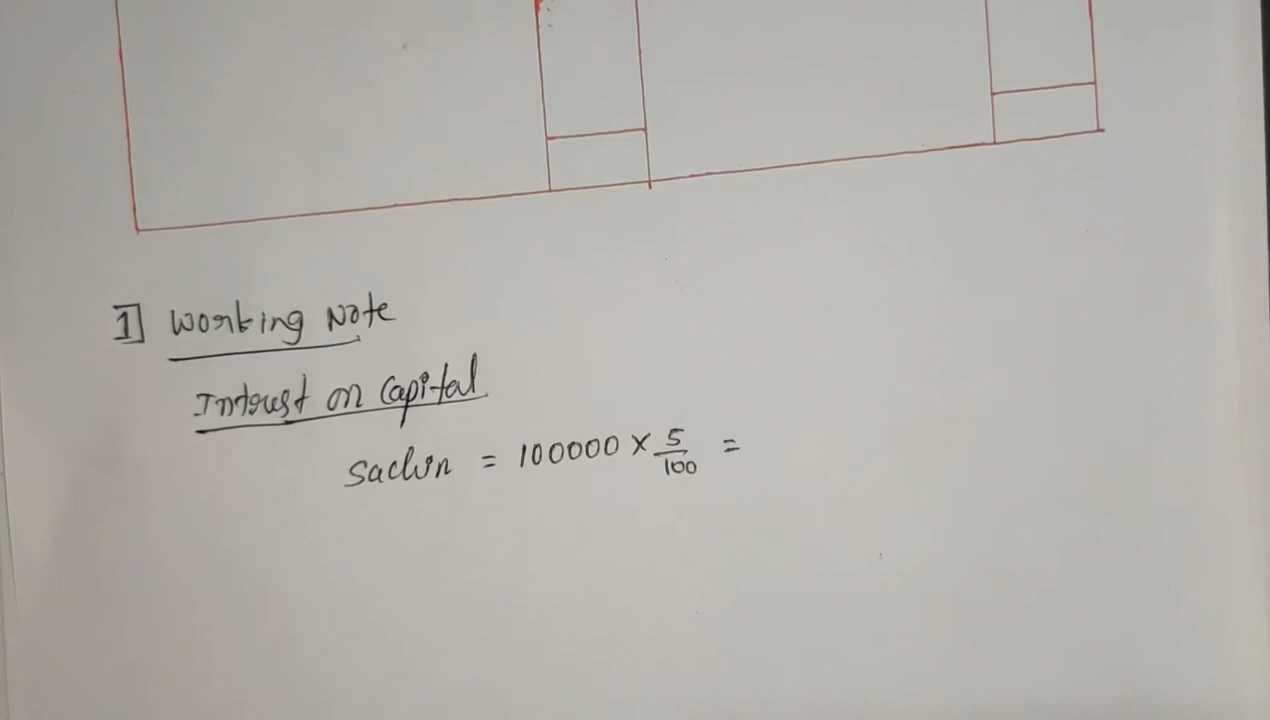 1] Working Note
Interest on Capital
Sachin = 100000 × 5/100 =